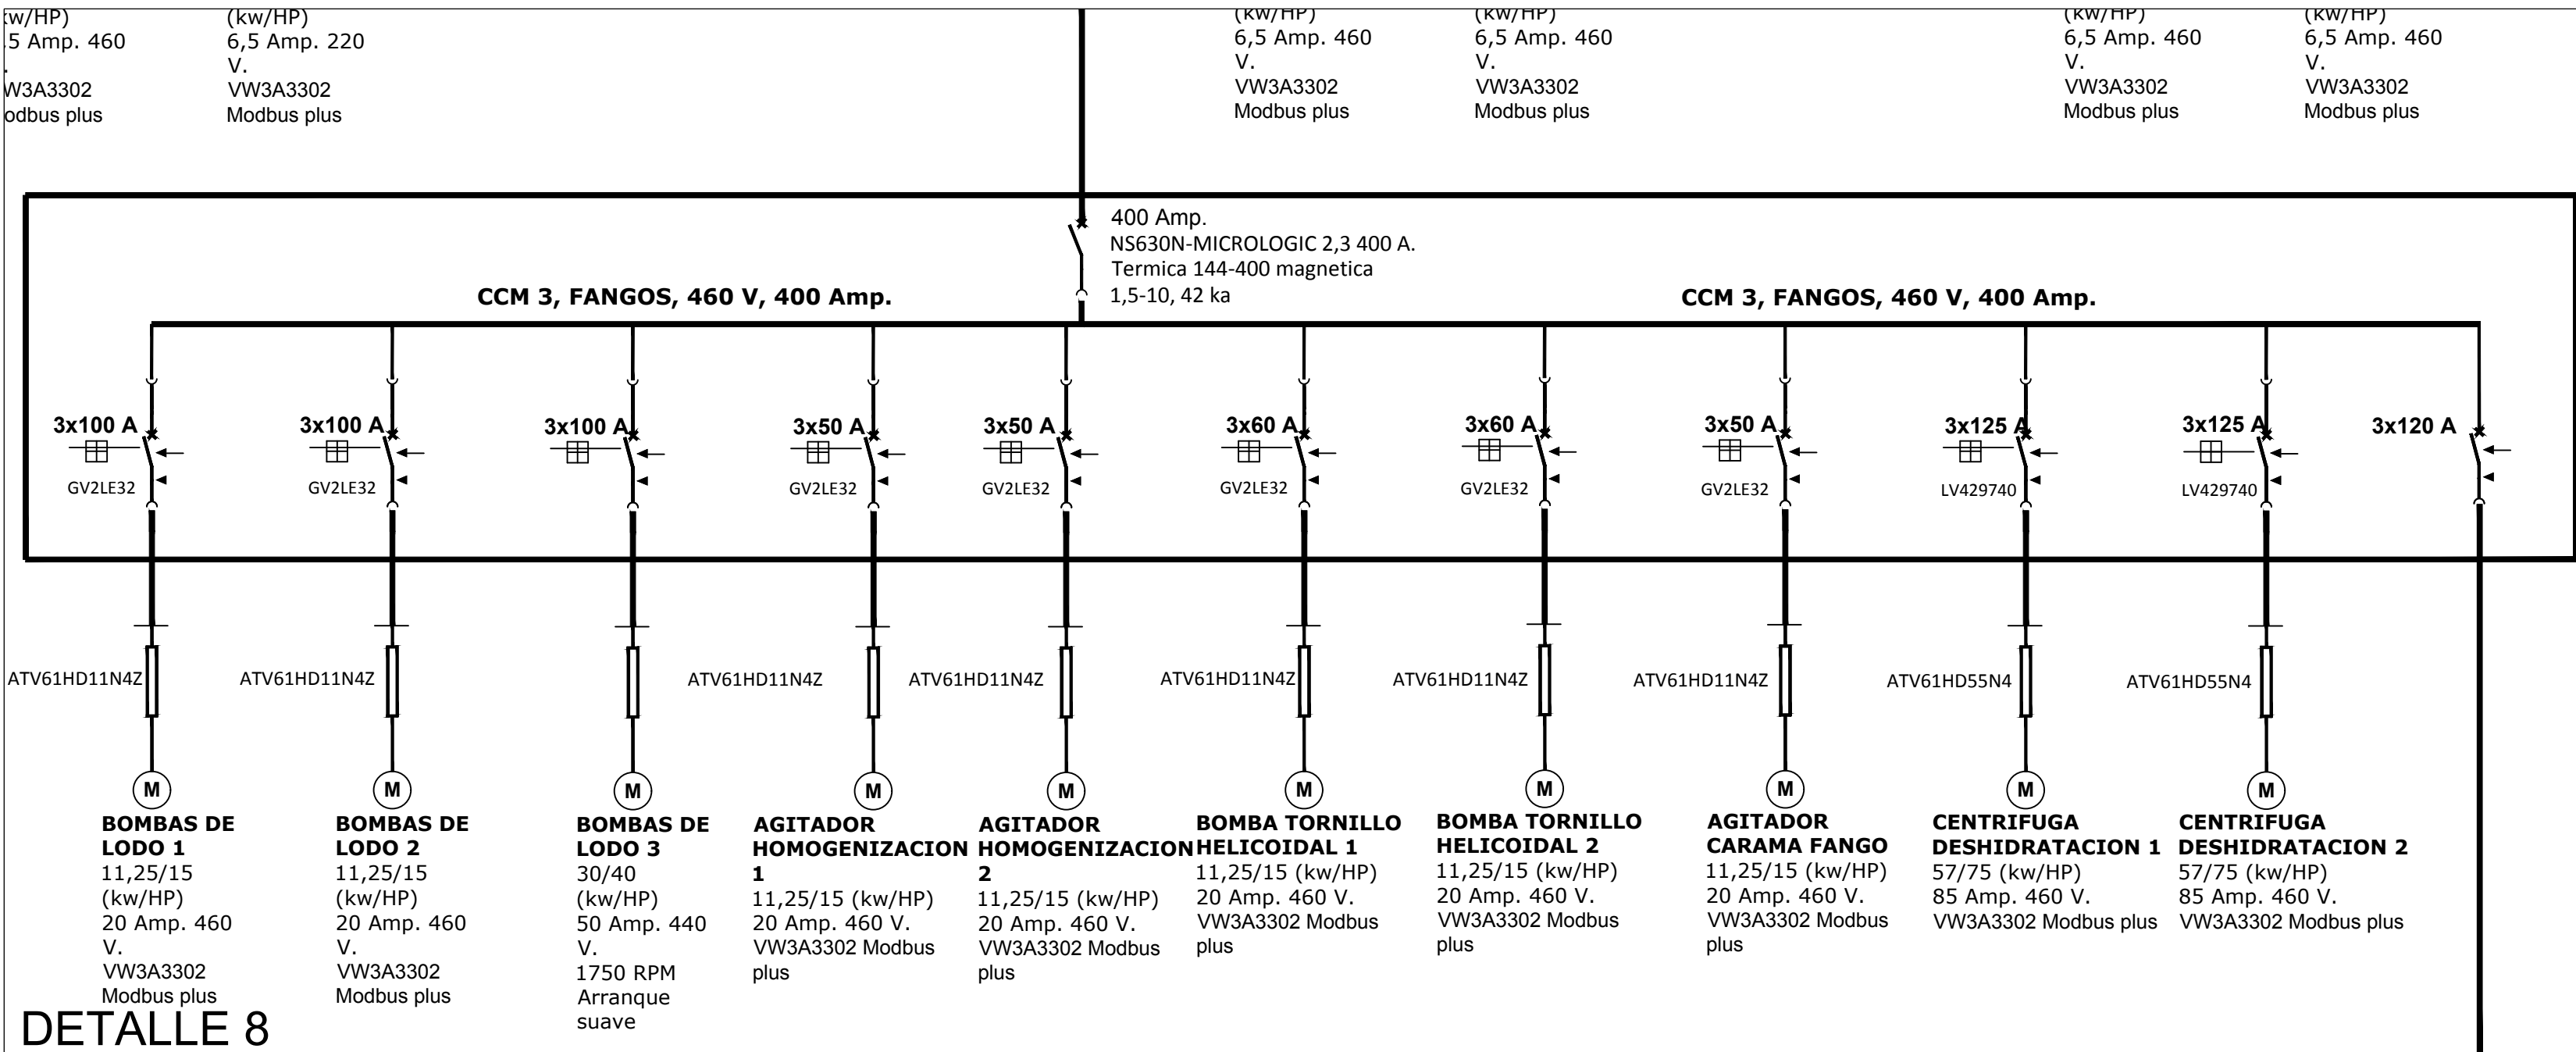 (kw/HP)
6,5 Amp. 220
V.
VW3A3302
Modbus plus
5 Amp. 460
W3A3302
odbus plus
(kw/HP)
6,5 Amp. 460
V.
VW3A3302
Modbus plus
(kw/HP)
6,5 Amp. 460
V.
VW3A3302
Modbus plus
(kw/HP)
6,5 Amp. 460
V.
VW3A3302
Modbus plus
(kw/HP)
6,5 Amp. 460
V.
VW3A3302
Modbus plus
400 Amp.
NS630N-MICROLOGIC 2,3 400 A.
Termica 144-400 magnetica
1,5-10, 42 ka
CCM 3, FANGOS, 460 V, 400 Amp.
CCM 3, FANGOS, 460 V, 400 Amp.
3x100 A
3x100 A
3x100 A
3x50 A
3x50 A
3x60 A
3x60 A
3x50 A
3x125 A
3x125 A
3x120 A
GV2LE32
GV2LE32
GV2LE32
GV2LE32
GV2LE32
GV2LE32
GV2LE32
LV429740
LV429740
ATV61HD11N4Z
ATV61HD11N4Z
ATV61HD11N4Z
ATV61HD11N4Z
ATV61HD11N4Z
ATV61HD11N4Z
ATV61HD11N4Z
ATV61HD55N4
ATV61HD55N4
M
M
M
M
M
M
M
M
M
M
BOMBAS DE
LODO 1
11,25/15
(kw/HP)
20 Amp. 460
V.
VW3A3302
Modbus plus
BOMBAS DE
LODO 2
11,25/15
(kw/HP)
20 Amp. 460
V.
VW3A3302
Modbus plus
BOMBAS DE
LODO 3
30/40
(kw/HP)
50 Amp. 440
V.
1750 RPM
Arranque
suave
AGITADOR
HOMOGENIZACION
1
11,25/15 (kw/HP)
20 Amp. 460 V.
VW3A3302 Modbus
plus
AGITADOR
HOMOGENIZACION
2
11,25/15 (kw/HP)
20 Amp. 460 V.
VW3A3302 Modbus
plus
BOMBA TORNILLO
HELICOIDAL 1
11,25/15 (kw/HP)
20 Amp. 460 V.
VW3A3302 Modbus
plus
BOMBA TORNILLO
HELICOIDAL 2
11,25/15 (kw/HP)
20 Amp. 460 V.
VW3A3302 Modbus
plus
AGITADOR
CARAMA FANGO
11,25/15 (kw/HP)
20 Amp. 460 V.
VW3A3302 Modbus
plus
CENTRIFUGA
DESHIDRATACION 1
57/75 (kw/HP)
85 Amp. 460 V.
VW3A3302 Modbus plus
CENTRIFUGA
DESHIDRATACION 2
57/75 (kw/HP)
85 Amp. 460 V.
VW3A3302 Modbus plus
DETALLE 8